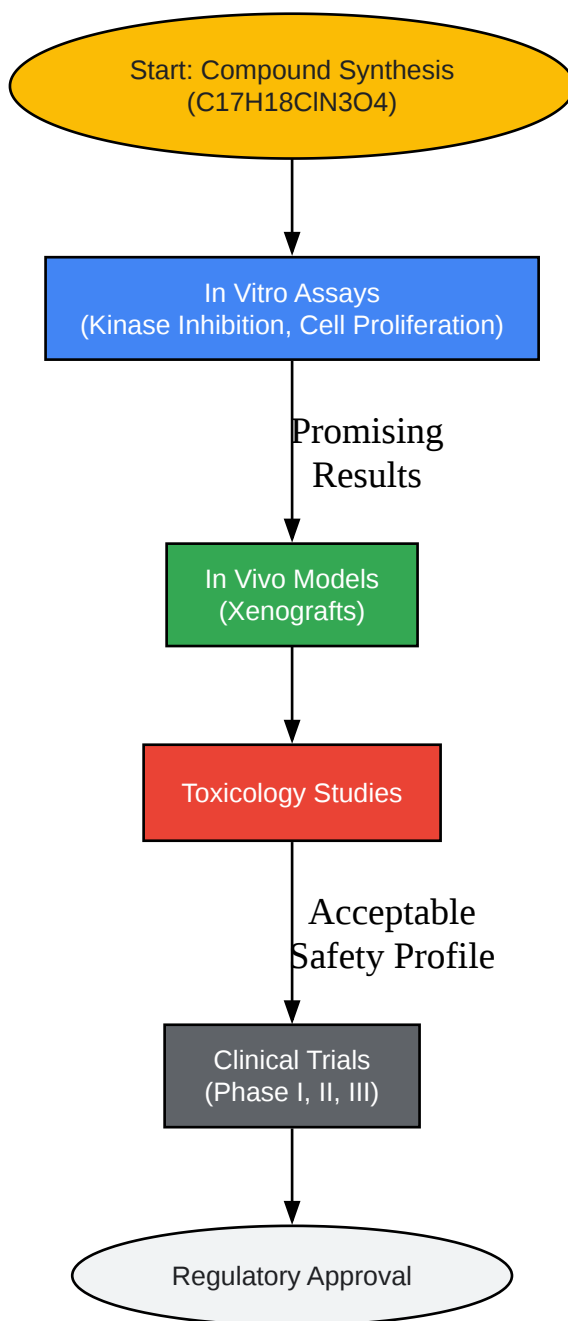 Start: Compound Synthesis
(C17H18ClN3O4)
In Vitro Assays
(Kinase Inhibition, Cell Proliferation)
Promising
Results
In Vivo Models
(Xenografts)
Toxicology Studies
Acceptable
Safety Profile
Clinical Trials
(Phase I, II, III)
Regulatory Approval